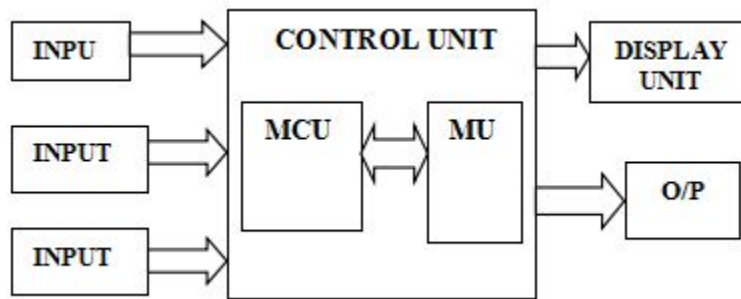 INPU
INPUT
INPUT
CONTROL UNIT
MCU
MU
DISPLAY
UNIT
O/P